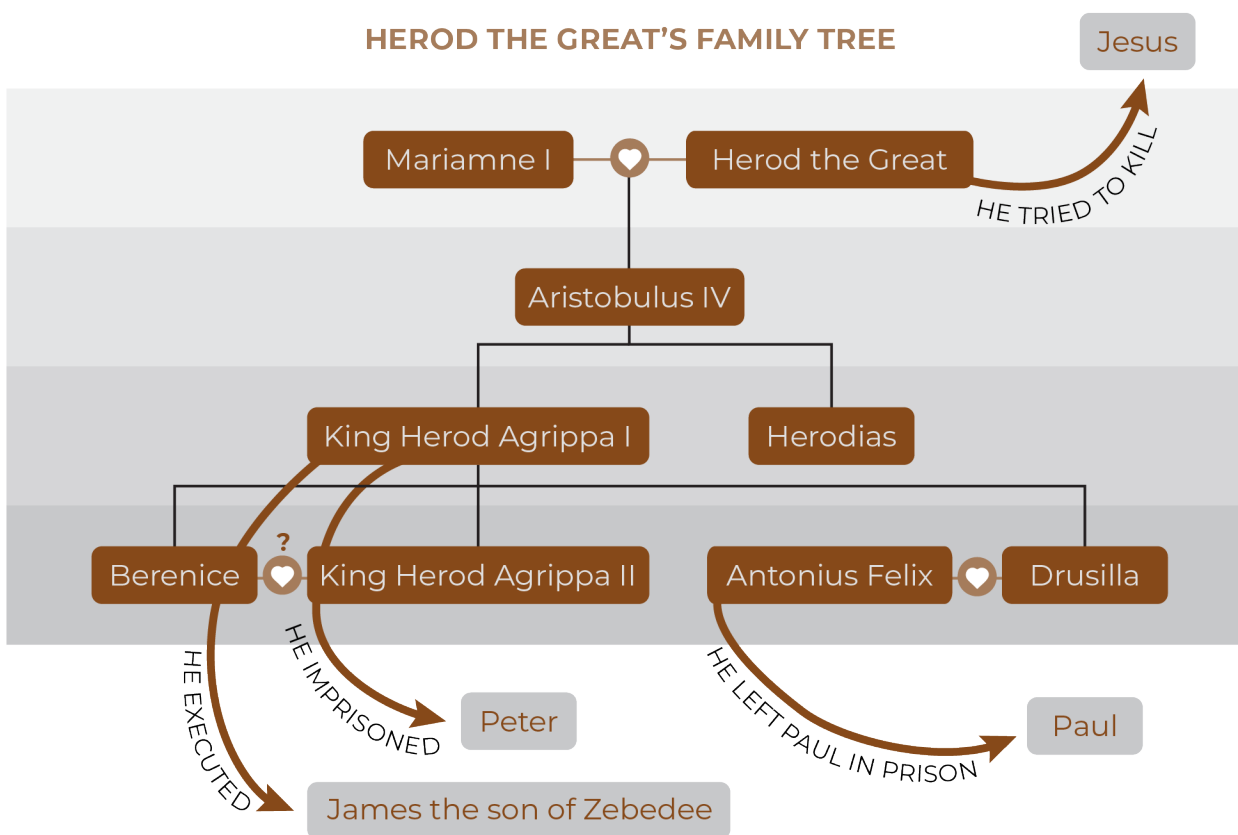 HEROD THE GREAT'S FAMILY TREE
Jesus
Mariamne I
Herod the Great
HE TRIED TO KILL
Aristobulus IV
King Herod Agrippa I
Herodias
?
Berenice
King Herod Agrippa II
Antonius Felix
Drusilla
HE EXECUTED
HE IMPRISONED
HE LEFT PAUL IN PRISON
Peter
Paul
James the son of Zebedee